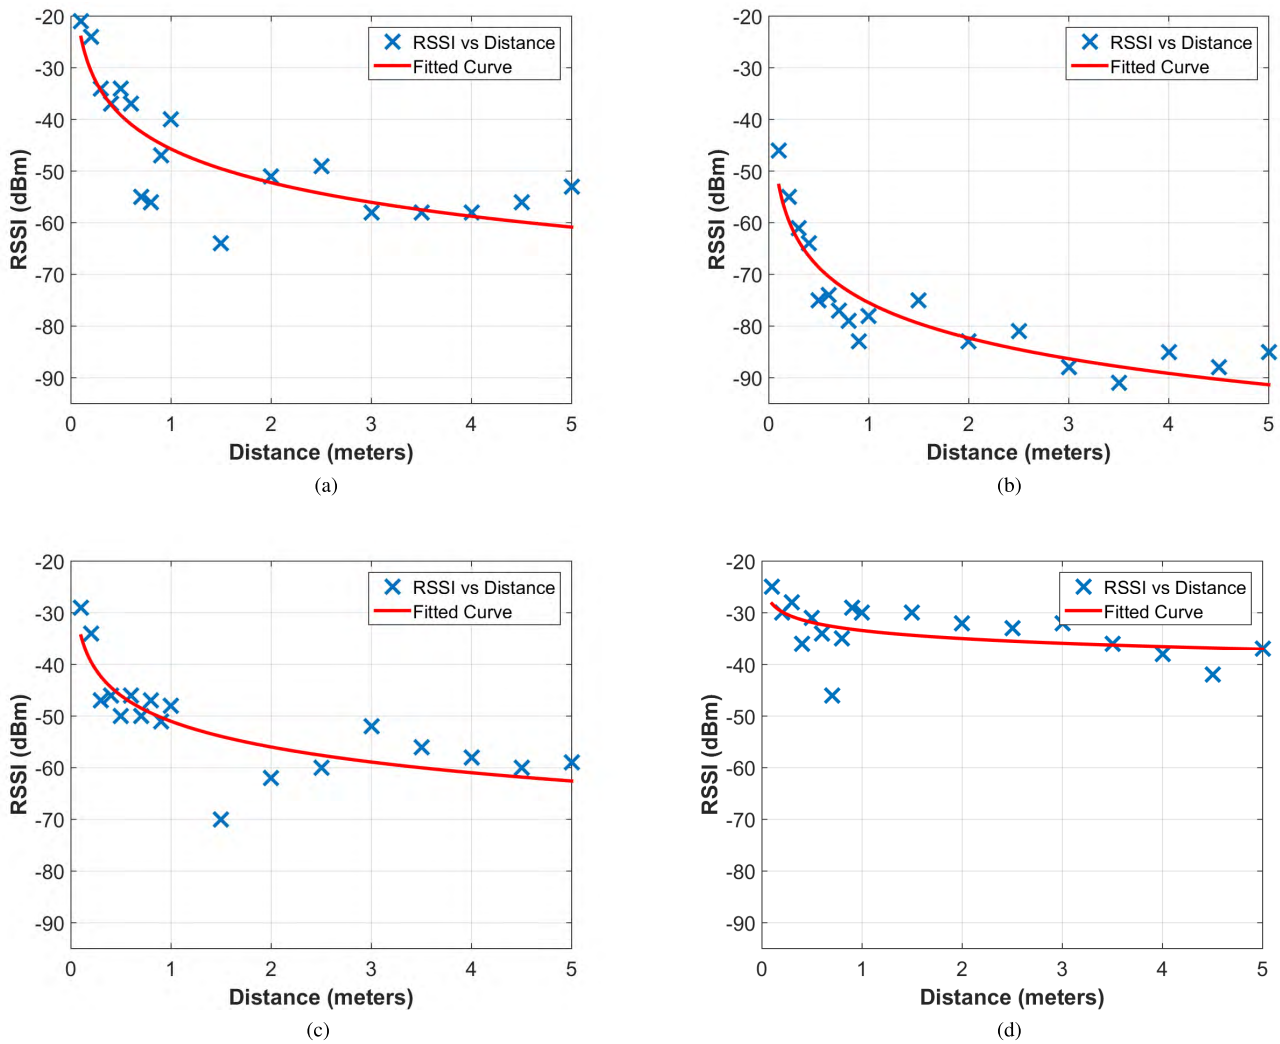 -20
-30
-40
-50
-60
-70
-80
-90
RSSI (dBm)
RSSI vs Distance
Fitted Curve
0 1 2 3 4 5
Distance (meters)
(a)
-20
-30
-40
-50
-60
-70
-80
-90
RSSI (dBm)
RSSI vs Distance
Fitted Curve
0 1 2 3 4 5
Distance (meters)
(b)
-20
-30
-40
-50
-60
-70
-80
-90
RSSI (dBm)
RSSI vs Distance
Fitted Curve
0 1 2 3 4 5
Distance (meters)
(c)
-20
-30
-40
-50
-60
-70
-80
-90
RSSI (dBm)
RSSI vs Distance
Fitted Curve
0 1 2 3 4 5
Distance (meters)
(d)